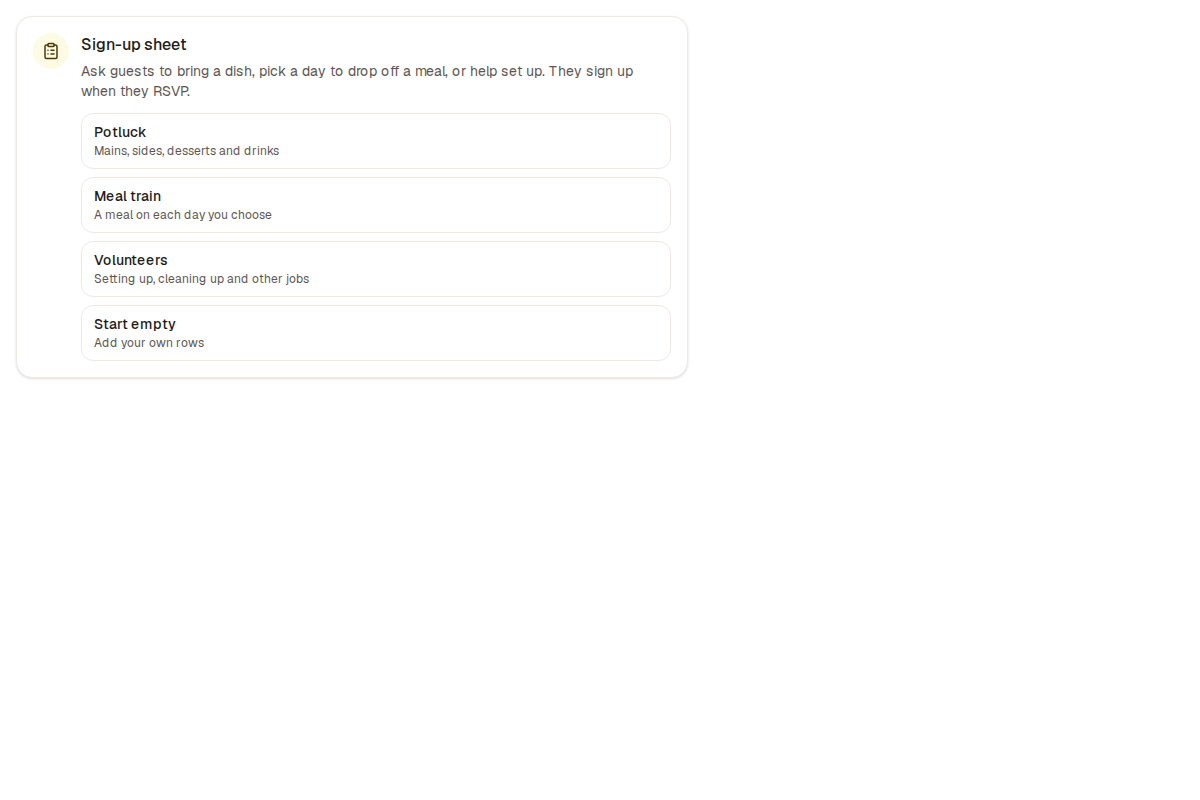 Sign-up sheet
Ask guests to bring a dish, pick a day to drop off a meal, or help set up. They sign up
when they RSVP.
Potluck
Mains, sides, desserts and drinks
Meal train
A meal on each day you choose
Volunteers
Setting up, cleaning up and other jobs
Start empty
Add your own rows